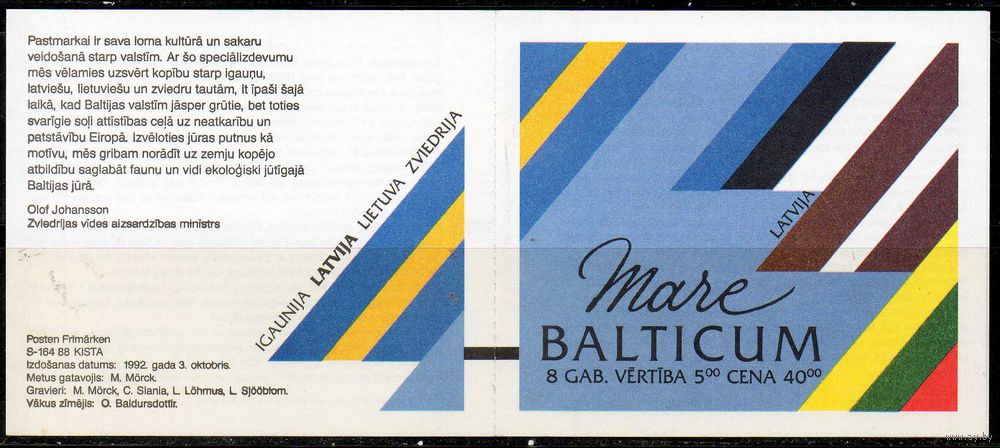 Pastmarkai ir sava loma kultūrā un sakaru
veidošanā starp valstīm. Ar šo speciālizdevumu
mēs vēlamies uzsvērt kopību starp igauņu,
latviešu, lietuviešu un zviedru tautām, it īpaši šajā
laikā, kad Baltijas valstīm jāsper grūtie, bet toties
svarīgie soļi attīstības ceļā uz neatkarību un
patstāvību Eiropā. Izvēloties jūras putnus kā
motīvu, mēs gribam norādīt uz zemju kopējo
atbildību saglabāt faunu un vidi ekoloģiski jūtīgajā
Baltijas jūrā.
Olof Johansson
Zviedrijas vides aizsardzības ministrs
Posten Frimärken
S-164 88 KISTA
Izdošanas datums: 1992. gada 3. oktobris.
Metus gatavojis: M. Mörck.
Gravieri: M. Mörck, C. Slania, L. Lõhmus, L. Sjööblom.
Vākus zīmējis: O. Baldursdottir.
IGAUNIJA LATVIJA LIETUVA ZVIEDRIJA
LATVIJA
Mare
BALTICUM
8 GAB. VĒRTĪBA 5⁰⁰ CENA 40⁰⁰